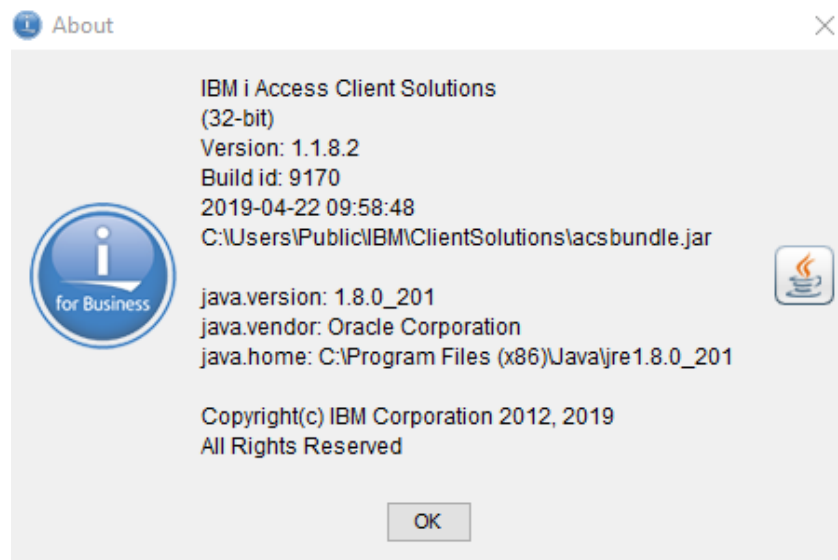 About
IBM i Access Client Solutions
(32-bit)
Version: 1.1.8.2
Build id: 9170
2019-04-22 09:58:48
C:\Users\Public\IBM\ClientSolutions\acsbundle.jar
i
for Business
java.version: 1.8.0_201
java.vendor: Oracle Corporation
java.home: C:\Program Files (x86)\Java\jre1.8.0_201
Copyright(c) IBM Corporation 2012, 2019
All Rights Reserved
OK